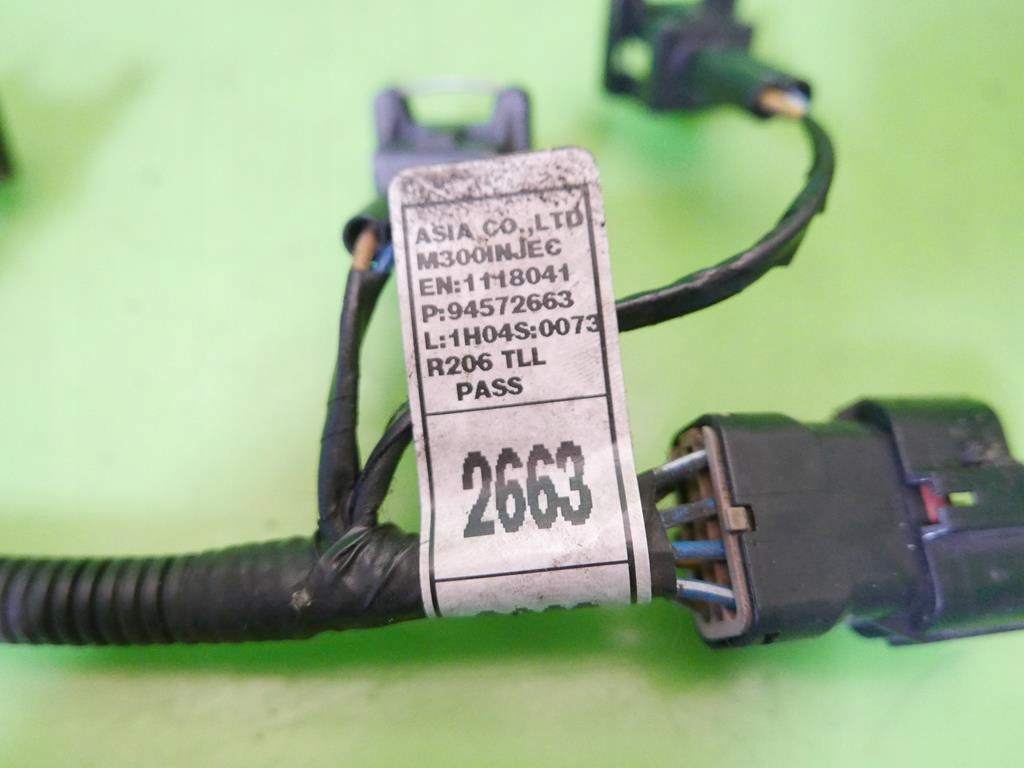 ASIA CO.,LTD
M300INJEC
EN:1118041
P:94572663
L:1H04S:0073
R206 TLL
PASS
2663